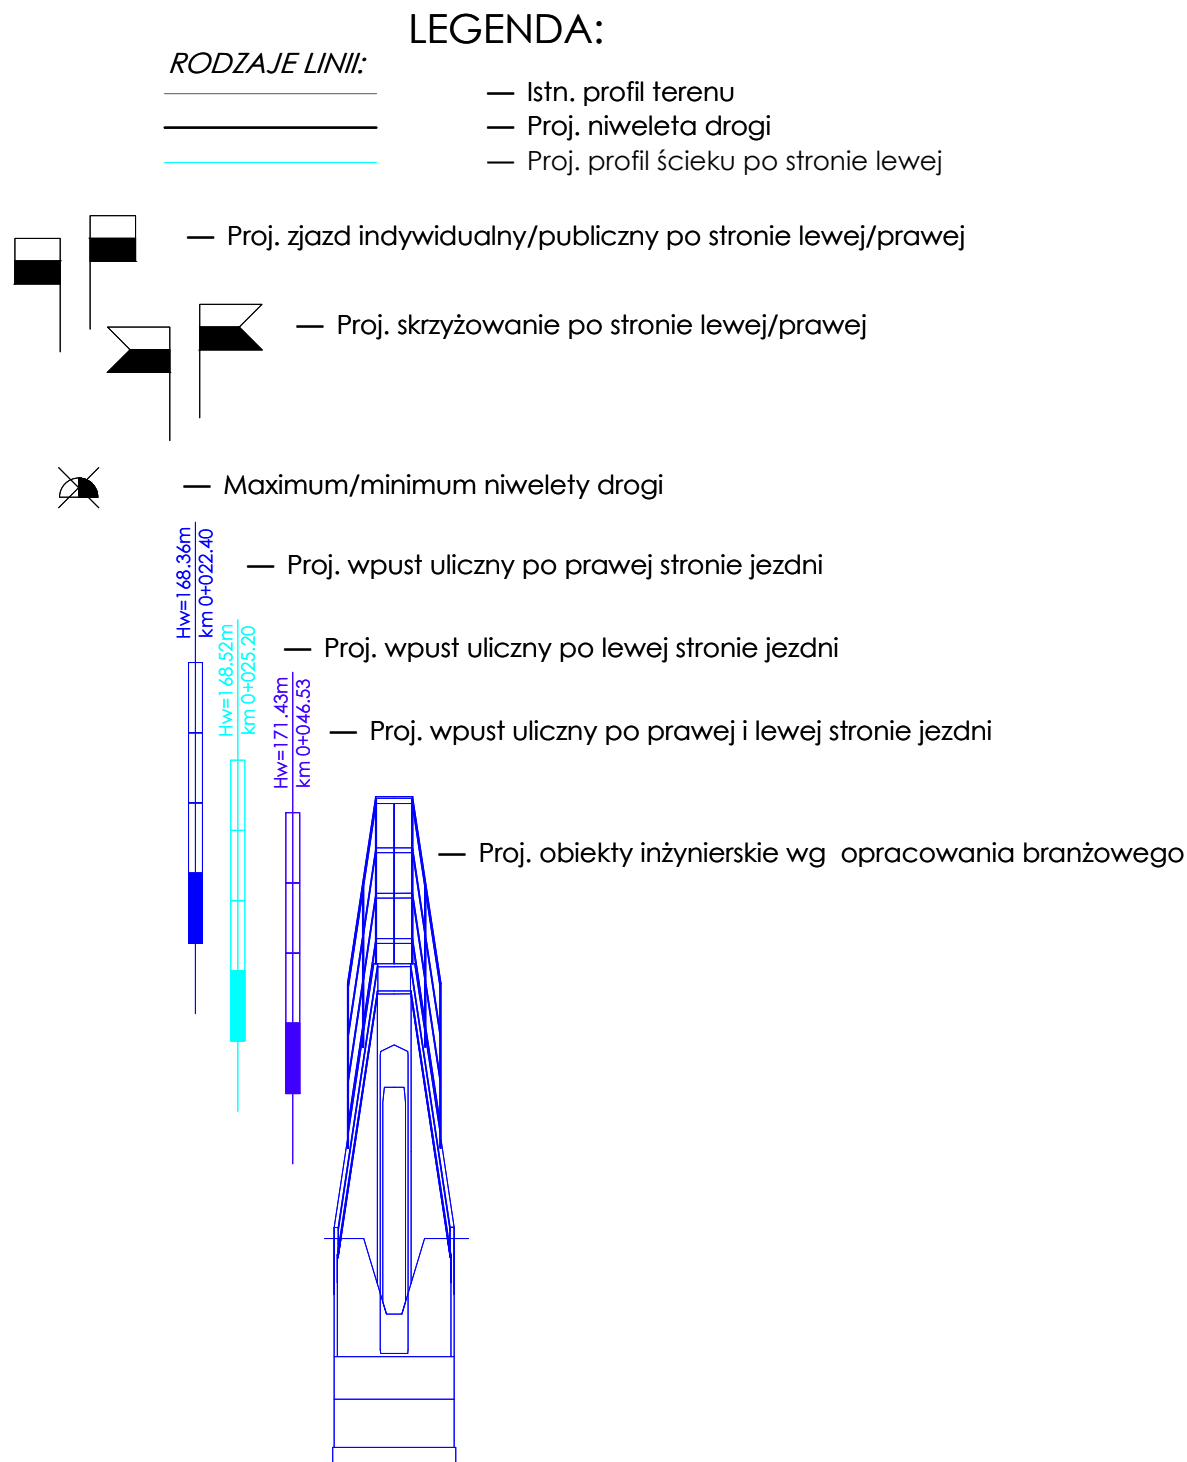 LEGENDA:
RODZAJE LINII:
— Istn. profil terenu
— Proj. niweleta drogi
— Proj. profil ścieku po stronie lewej
— Proj. zjazd indywidualny/publiczny po stronie lewej/prawej
— Proj. skrzyżowanie po stronie lewej/prawej
— Maximum/minimum niwelety drogi
Hw=168.36m
km 0+022.40
— Proj. wpust uliczny po prawej stronie jezdni
Hw=168.52m
km 0+025.20
— Proj. wpust uliczny po lewej stronie jezdni
Hw=171.43m
km 0+046.53
— Proj. wpust uliczny po prawej i lewej stronie jezdni
— Proj. obiekty inżynierskie wg opracowania branżowego